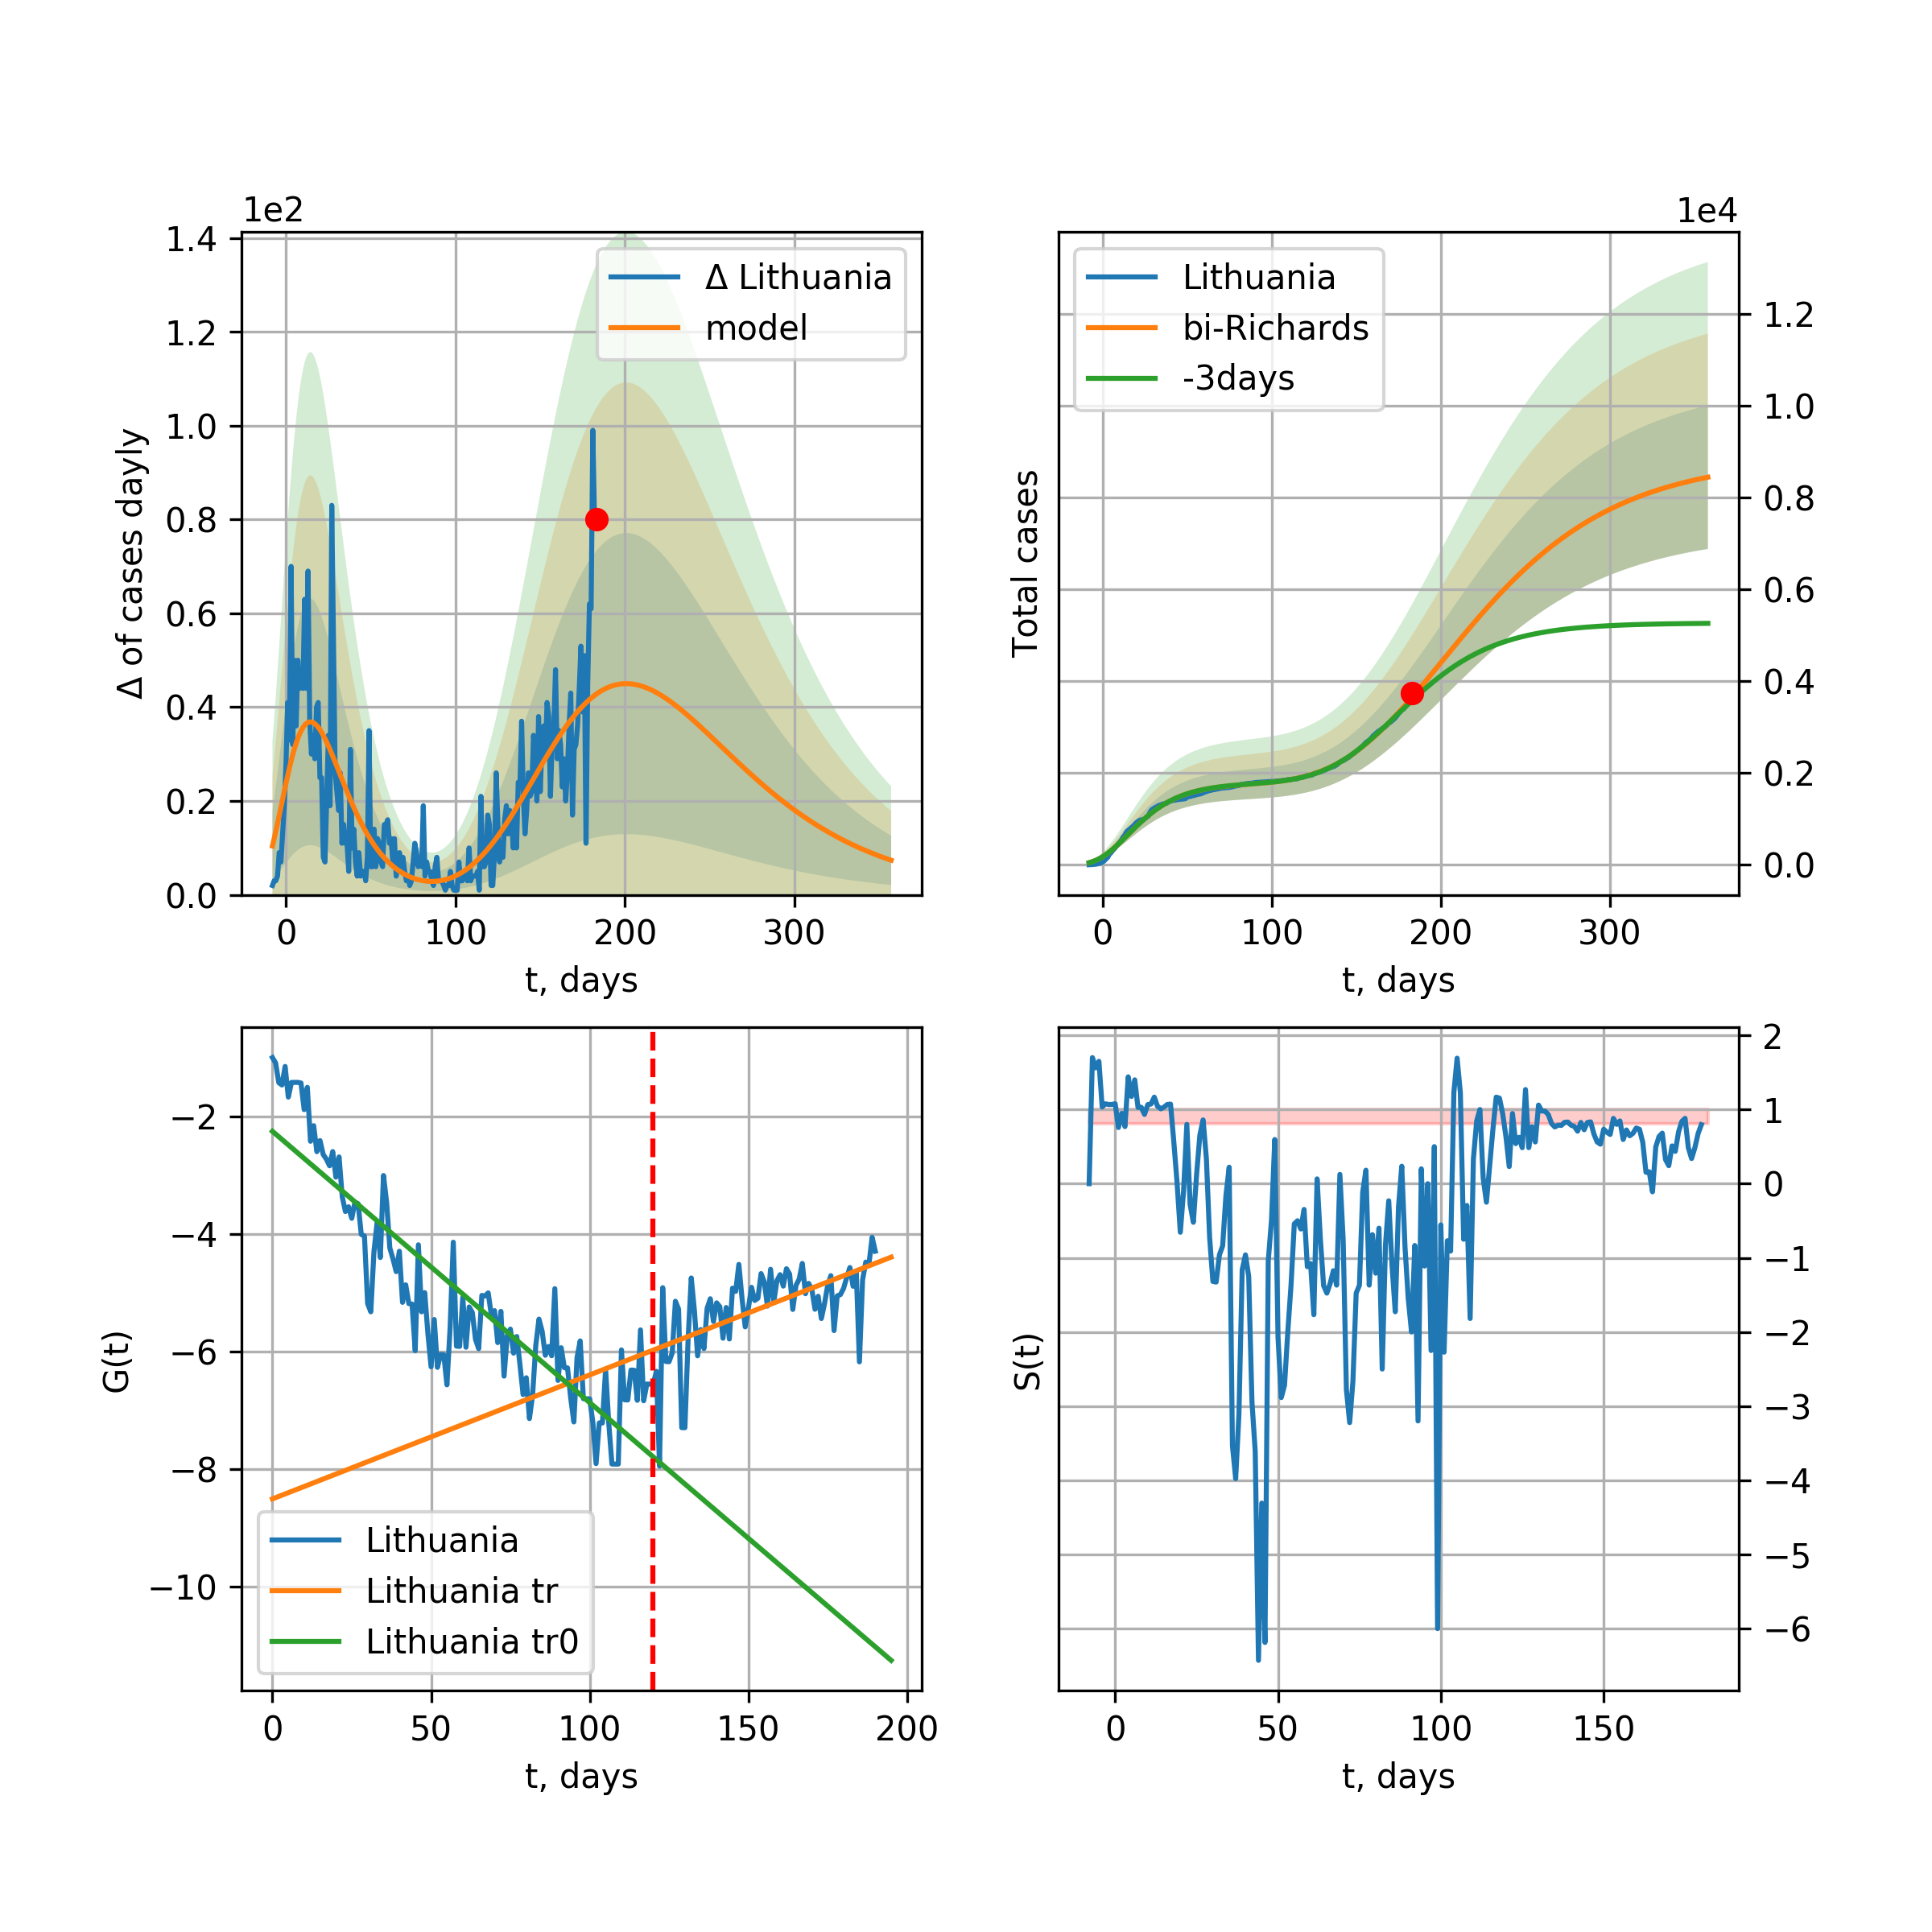 1e2
1.4
1.2
1.0
0.8
0.6
0.4
0.2
0.0
Δ of cases dayly
Δ Lithuania
model
0 100 200 300
t, days
1e4
Lithuania
bi-Richards
-3days
1.2
1.0
0.8
0.6
0.4
0.2
0.0
Total cases
0 100 200 300
t, days
−2
−4
−6
−8
−10
G(t)
Lithuania
Lithuania tr
Lithuania tr0
0 50 100 150 200
t, days
2
1
0
−1
−2
−3
−4
−5
−6
S(t)
0 50 100 150
t, days